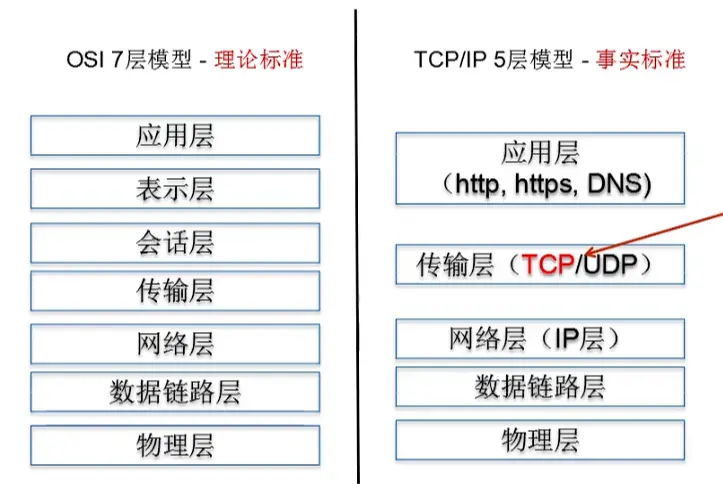 OSI 7层模型 - 理论标准
应用层
表示层
会话层
传输层
网络层
数据链路层
物理层
TCP/IP 5层模型 - 事实标准
应用层
（http, https, DNS)
传输层（TCP/UDP）
网络层（IP层）
数据链路层
物理层